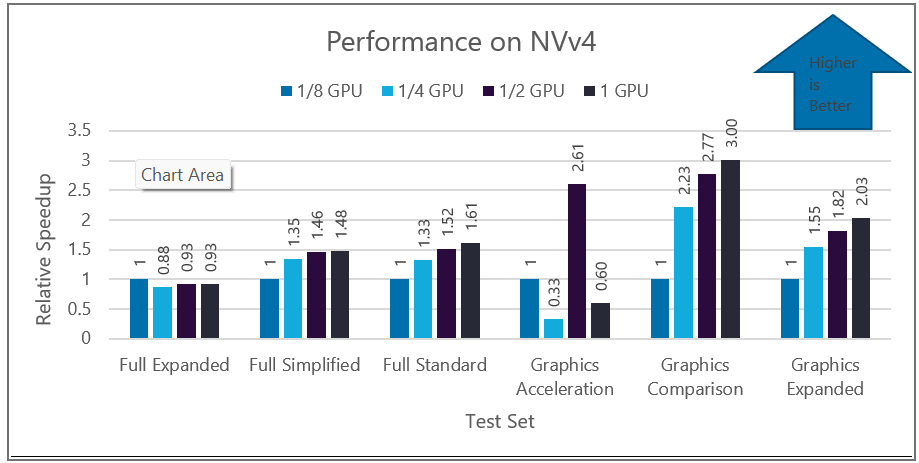 Performance on NVv4
Higher
is
Better
1/8 GPU 1/4 GPU 1/2 GPU 1 GPU
Chart Area
Relative Speedup
3.5
3
2.5
2
1.5
1
0.5
0
1 0.88 0.93 0.93
1 1.35 1.46 1.48
1 1.33 1.52 1.61
1 0.33 2.61 0.60
1 2.23 2.77 3.00
1 1.55 1.82 2.03
Full Expanded
Full Simplified
Full Standard
Graphics
Acceleration
Graphics
Comparison
Graphics
Expanded
Test Set